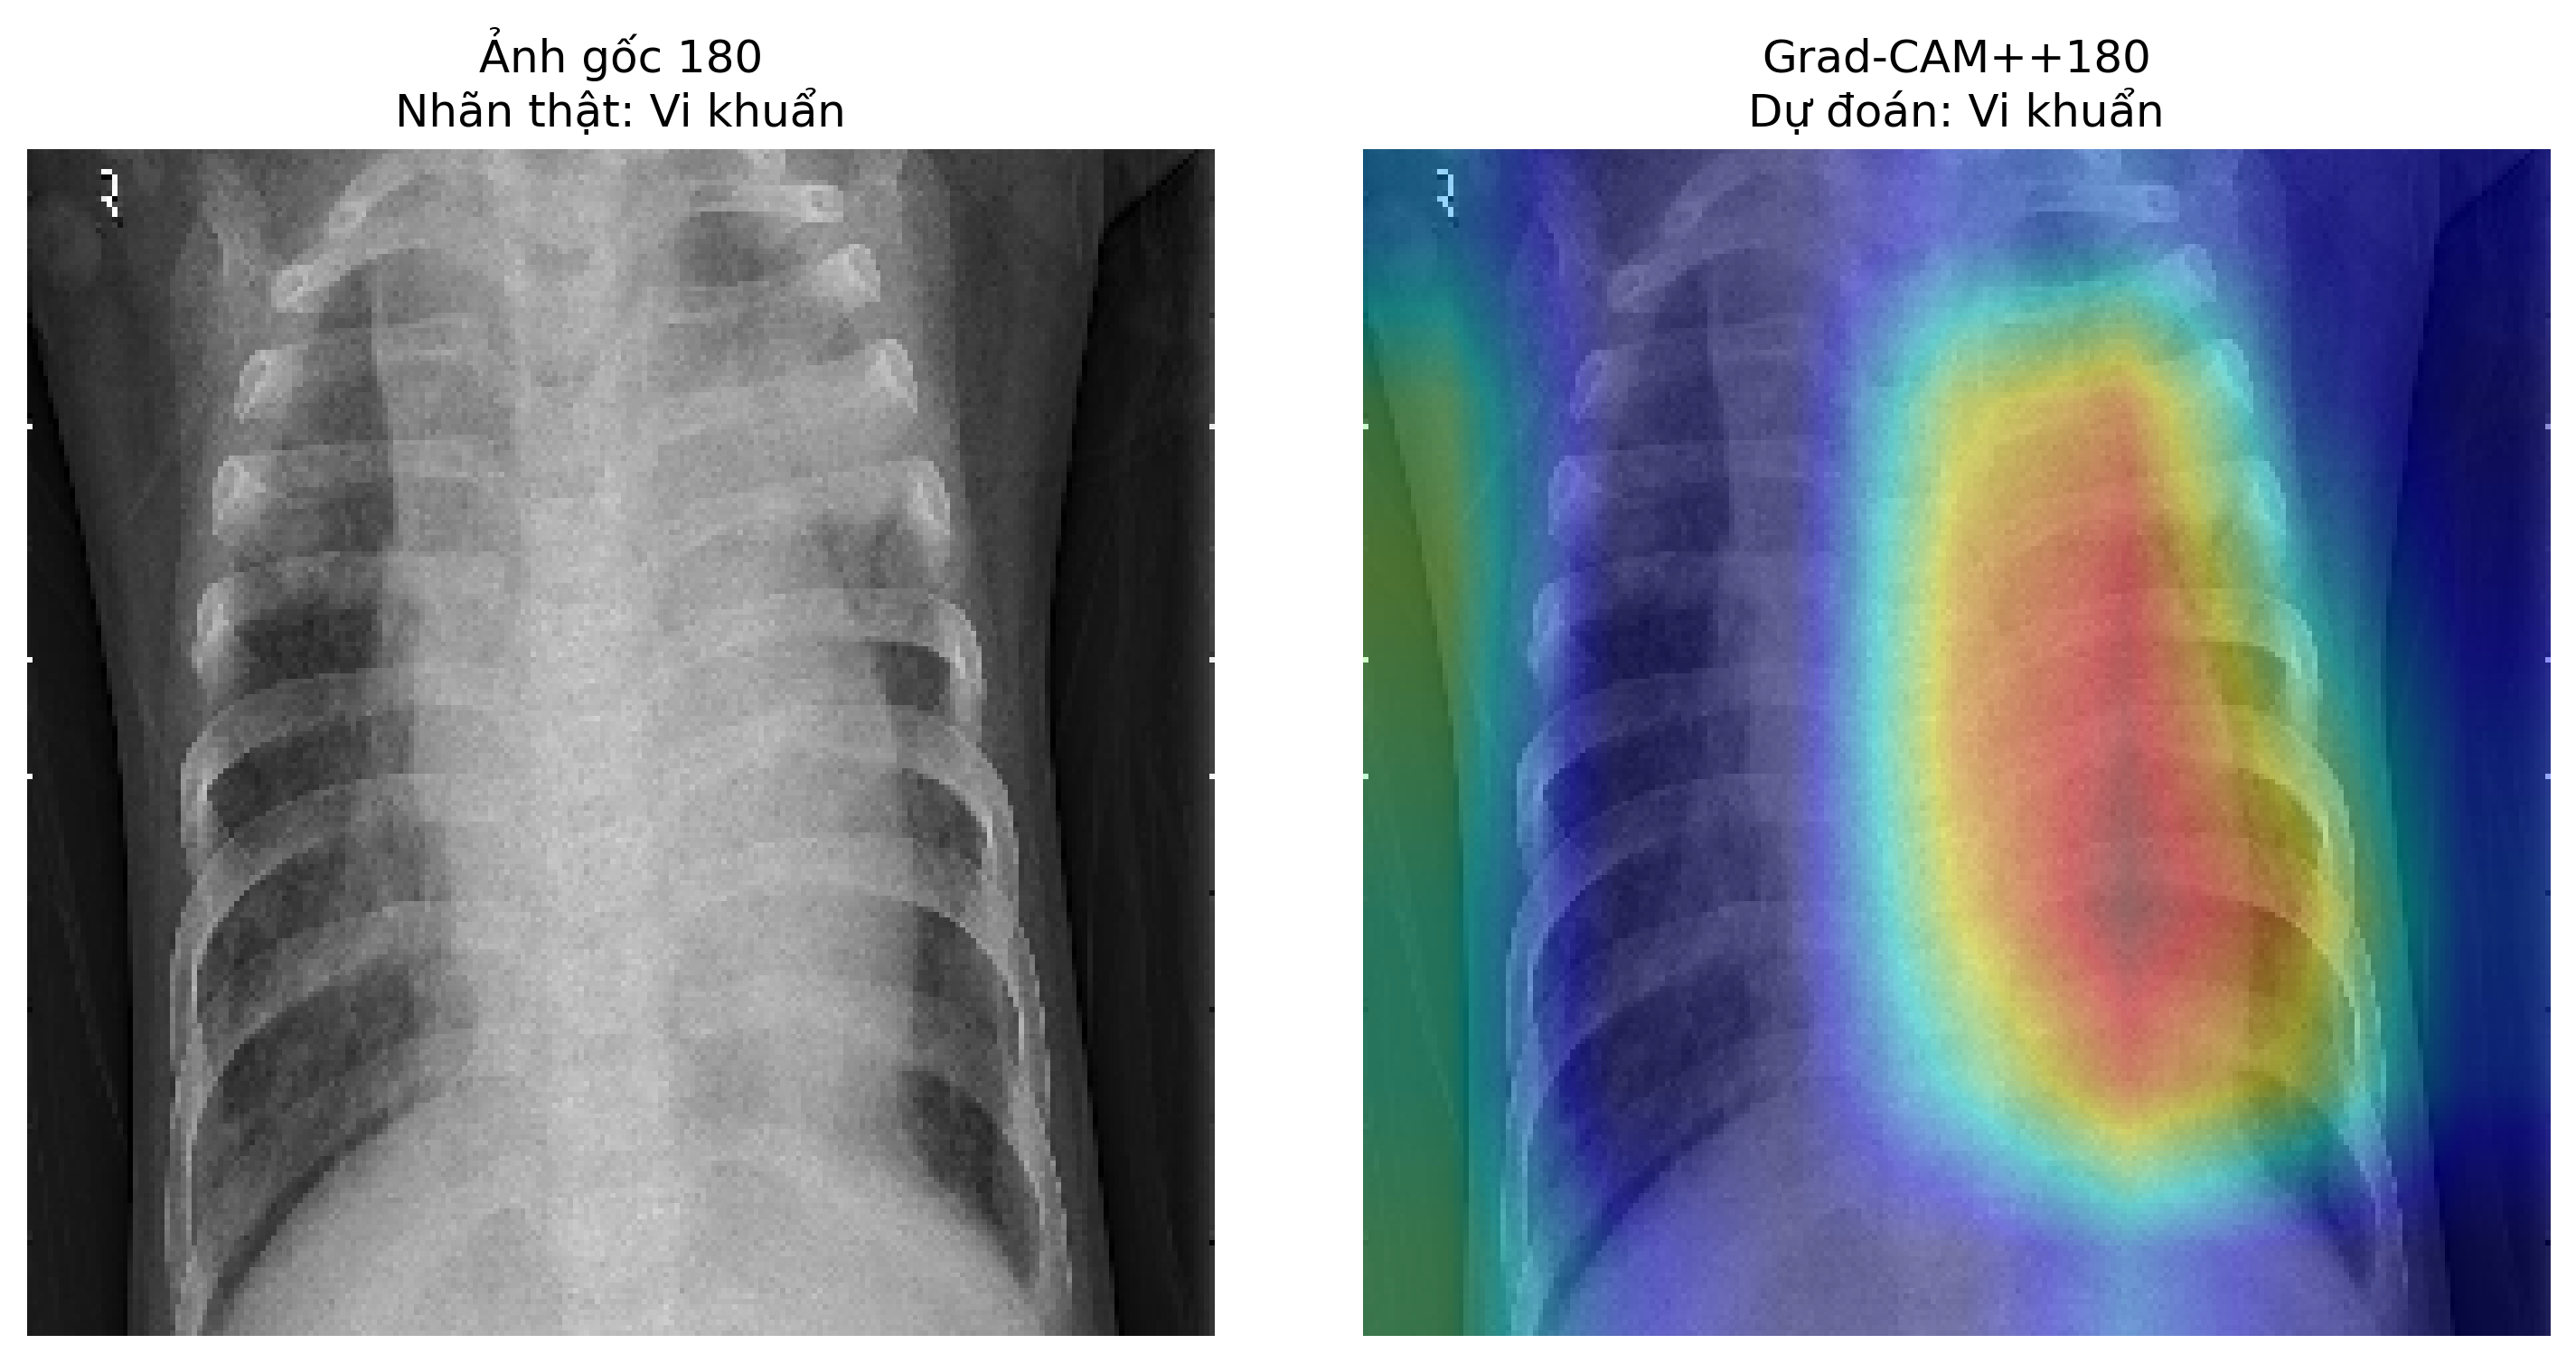 Ảnh gốc 180
Nhãn thật: Vi khuẩn
Grad-CAM++180
Dự đoán: Vi khuẩn